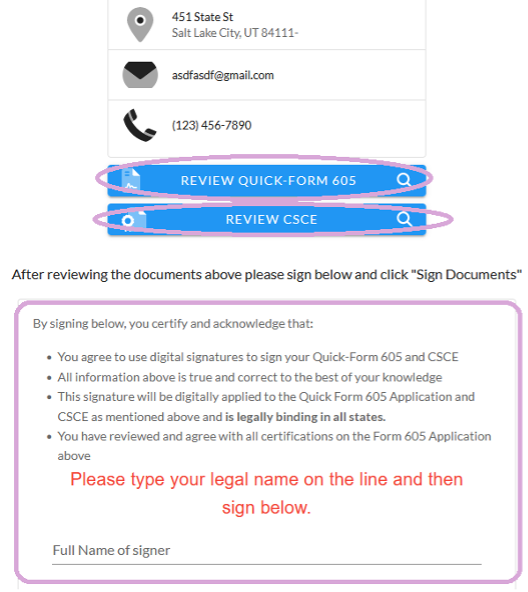 451 State St
Salt Lake City, UT 84111-
asdfasdf@gmail.com
(123) 456-7890
REVIEW QUICK-FORM 605
REVIEW CSCE
After reviewing the documents above please sign below and click "Sign Documents"
By signing below, you certify and acknowledge that:
• You agree to use digital signatures to sign your Quick-Form 605 and CSCE
• All information above is true and correct to the best of your knowledge
• This signature will be digitally applied to the Quick Form 605 Application and
CSCE as mentioned above and is legally binding in all states.
• You have reviewed and agree with all certifications on the Form 605 Application
above
Please type your legal name on the line and then
sign below.
Full Name of signer